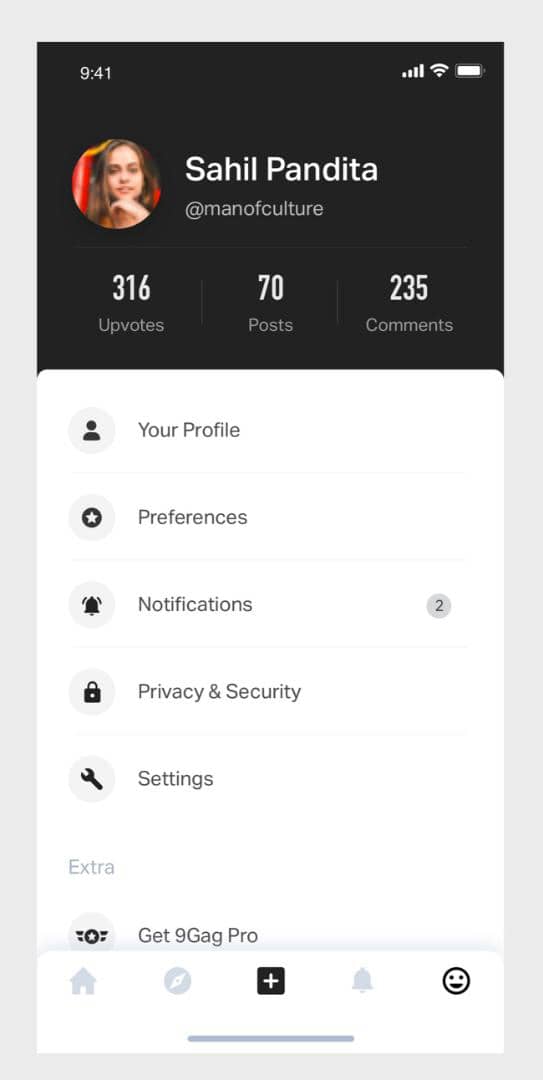 9:41
Sahil Pandita
@manofculture
316 70 235
Upvotes Posts Comments
Your Profile
Preferences
Notifications 2
Privacy & Security
Settings
Extra
Get 9Gag Pro